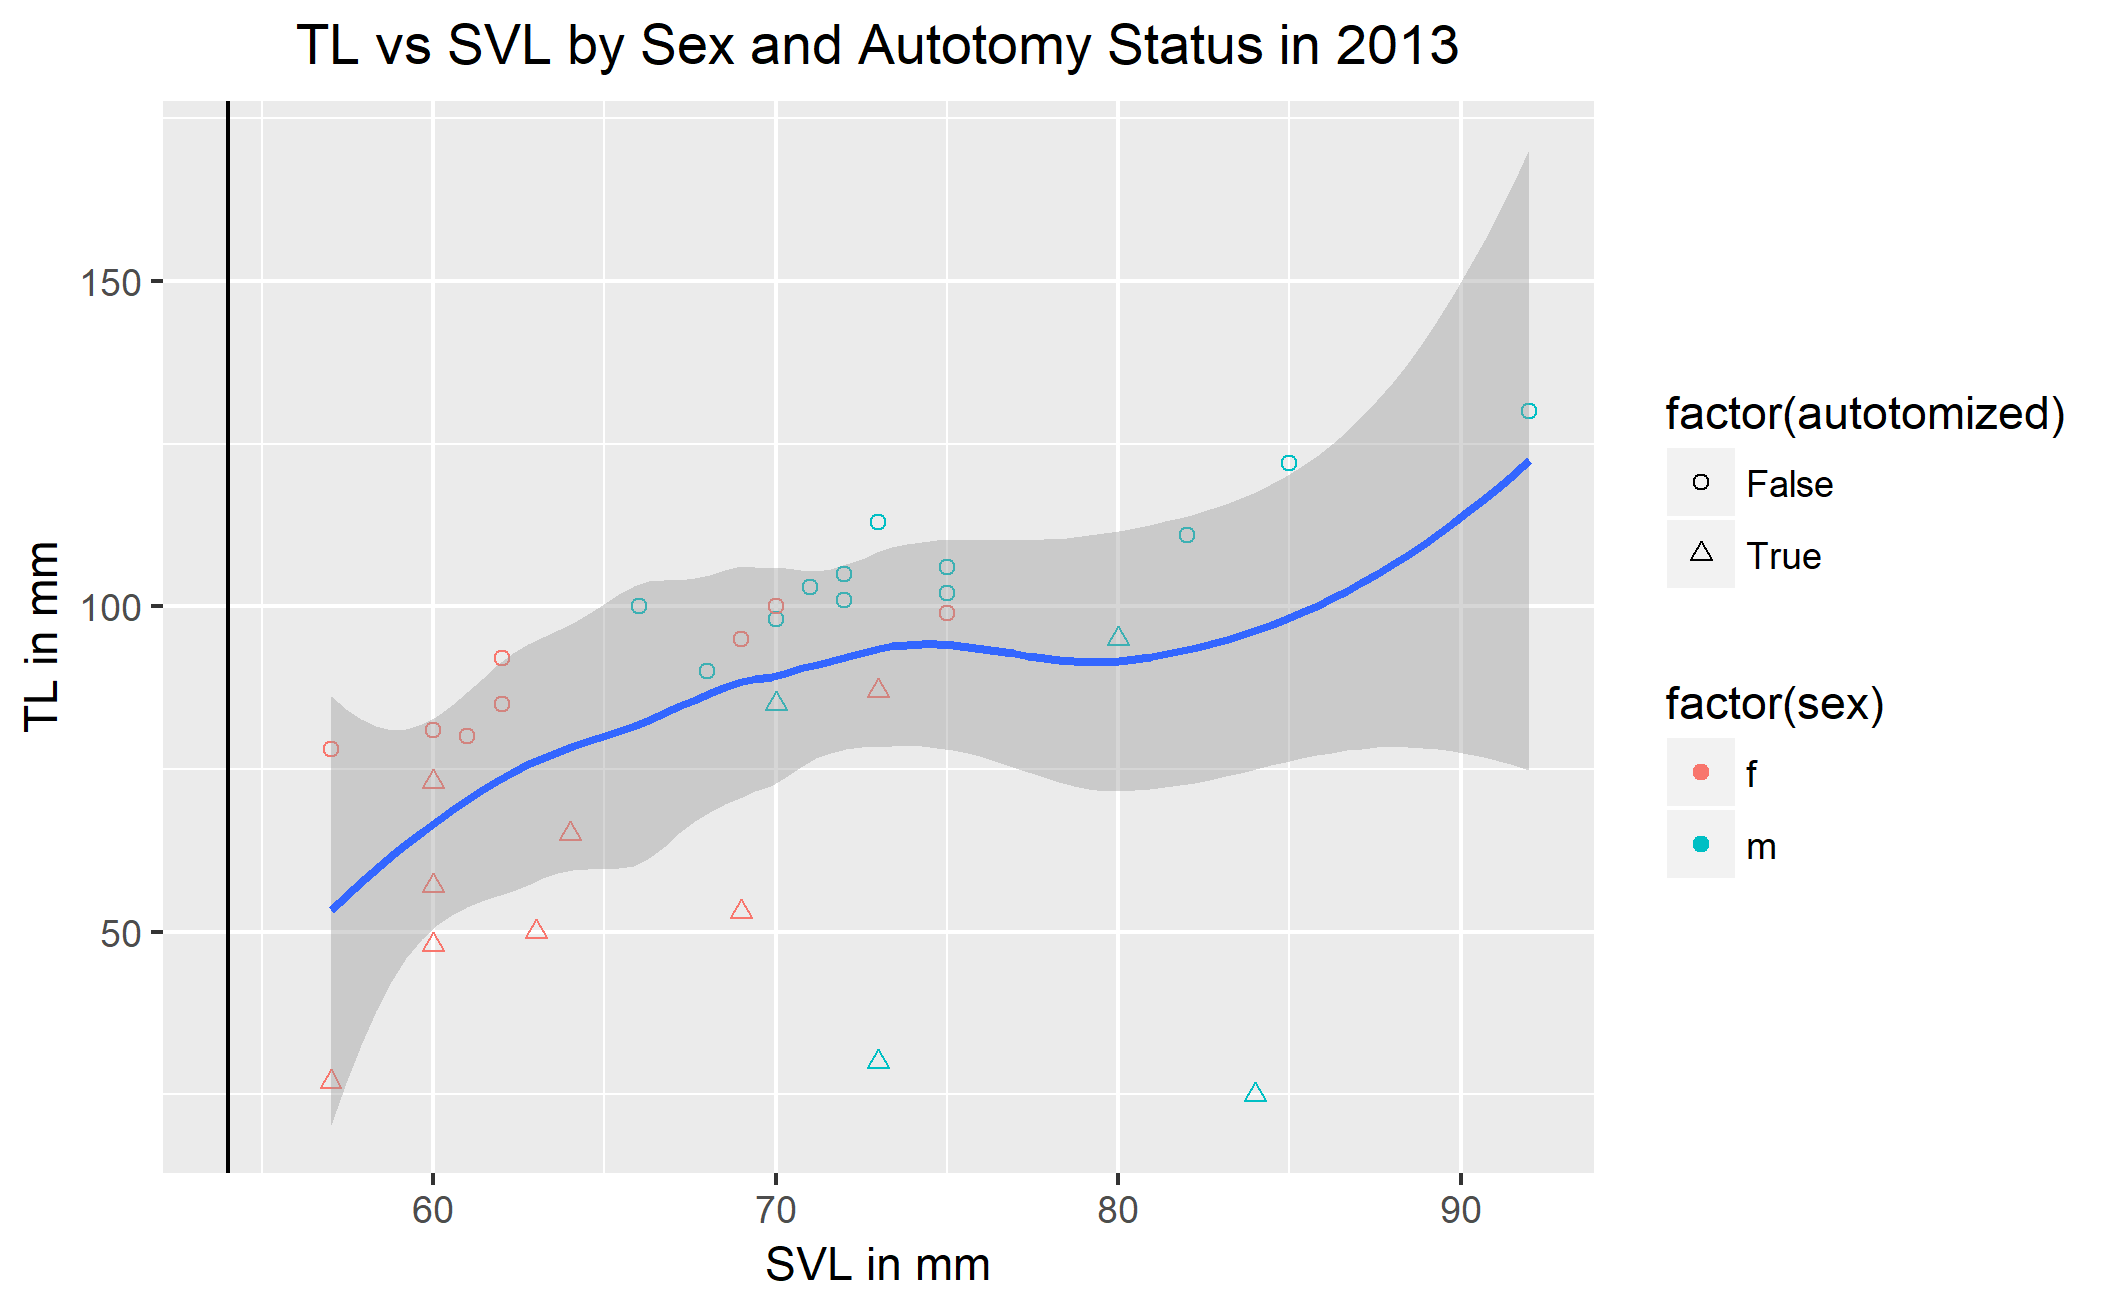 TL vs SVL by Sex and Autotomy Status in 2013
150
100
50
TL in mm
60 70 80 90
SVL in mm
factor(autotomized)
False
True
factor(sex)
f
m